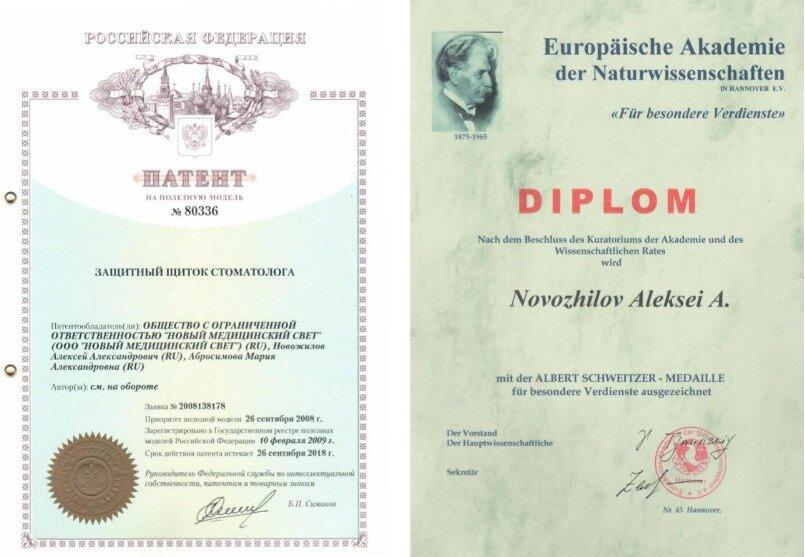 РОССИЙСКАЯ ФЕДЕРАЦИЯ
ПАТЕНТ
НА ПОЛЕЗНУЮ МОДЕЛЬ
№ 80336
ЗАЩИТНЫЙ ЩИТОК СТОМАТОЛОГА
Патентообладатель(ли): ОБЩЕСТВО С ОГРАНИЧЕННОЙ
ОТВЕТСТВЕННОСТЬЮ "НОВЫЙ МЕДИЦИНСКИЙ СВЕТ"
(ООО "НОВЫЙ МЕДИЦИНСКИЙ СВЕТ") (RU), Новожилов
Алексей Александрович (RU), Абросимова Мария
Александровна (RU)
Автор(ы): см. на обороте
Заявка № 2008138178
Приоритет полезной модели 26 сентября 2008 г.
Зарегистрировано в Государственном реестре полезных
моделей Российской Федерации 10 февраля 2009 г.
Срок действия патента истекает 26 сентября 2018 г.
Руководитель Федеральной службы по интеллектуальной
собственности, патентам и товарным знакам
Б.П. Симонов
1875-1965
Europäische Akademie
der Naturwissenschaften
IN HANNOVER E.V.
«Für besondere Verdienste»
DIPLOM
Nach dem Beschluss des Kuratoriums der Akademie und des
Wissenschaftlichen Rates
wird
Novozhilov Aleksei A.
mit der ALBERT SCHWEITZER - MEDAILLE
für besondere Verdienste ausgezeichnet
Der Vorstand
Der Hauptwissenschaftliche
Sekretär
Hannover
№ 45 Hannover,